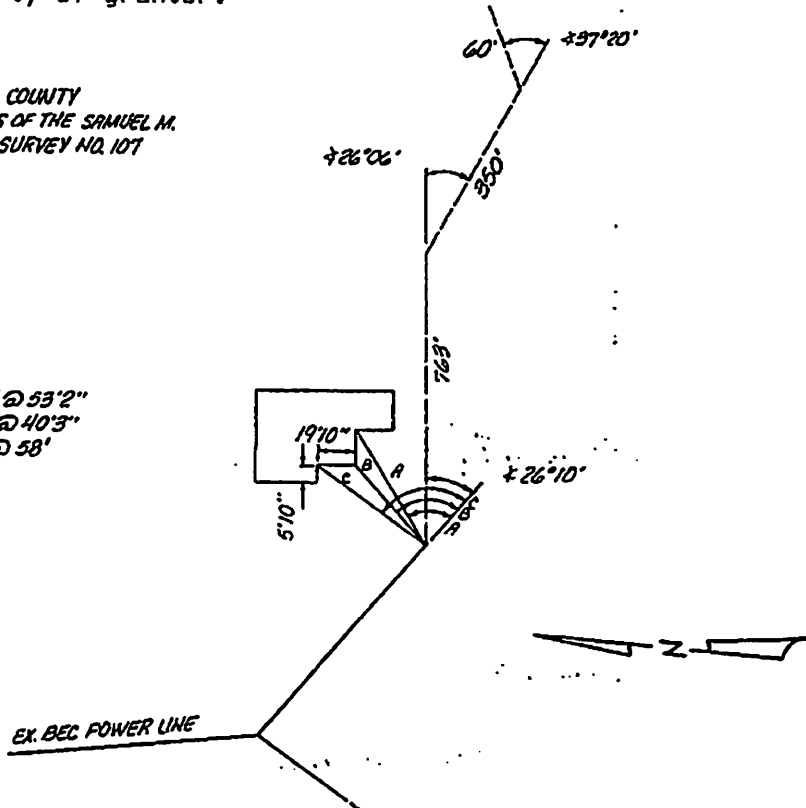 COUNTY
OF THE SAMUEL M.
SURVEY NO. 107
60'
∡37°20'
∡26°06'
350'
763'
@ 53'2"
@ 40'3"
@ 58'
19'10"
A
B
C
5'10"
∡26°10'
C
B
A
N
EX. BEC POWER LINE